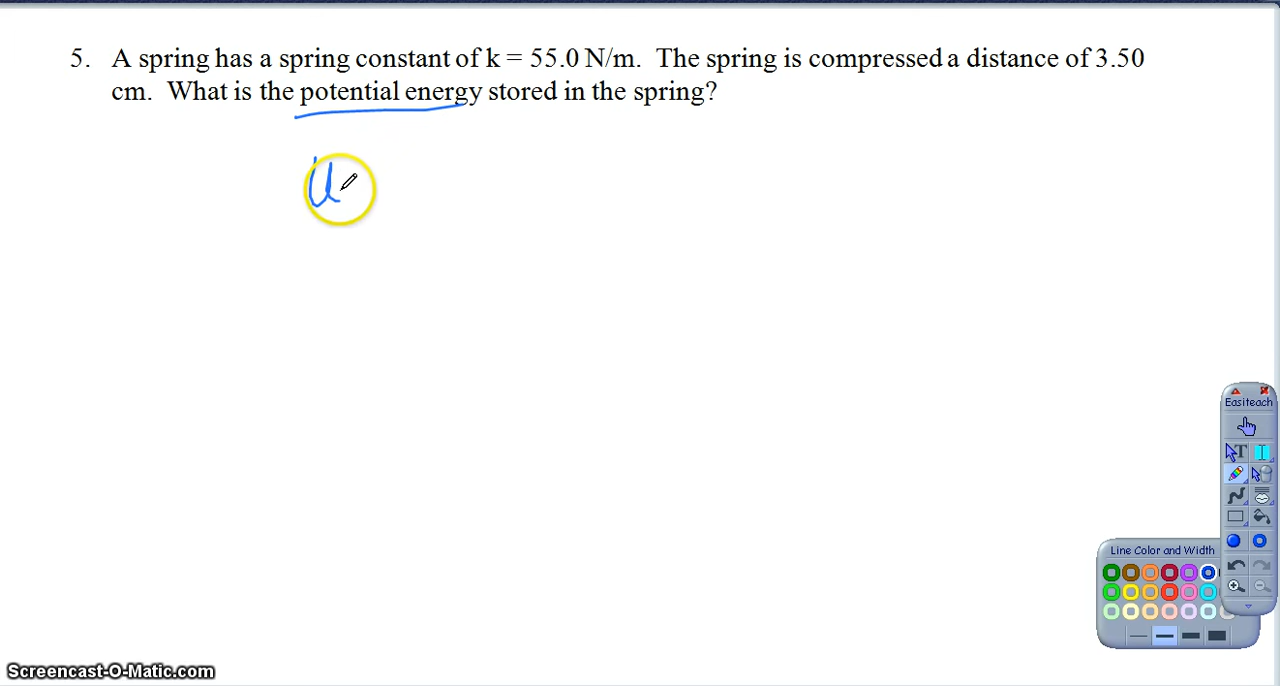 5. A spring has a spring constant of k = 55.0 N/m. The spring is compressed a distance of 3.50
cm. What is the potential energy stored in the spring?
U
Easiteach
T
Line Color and Width
Screencast-O-Matic.com